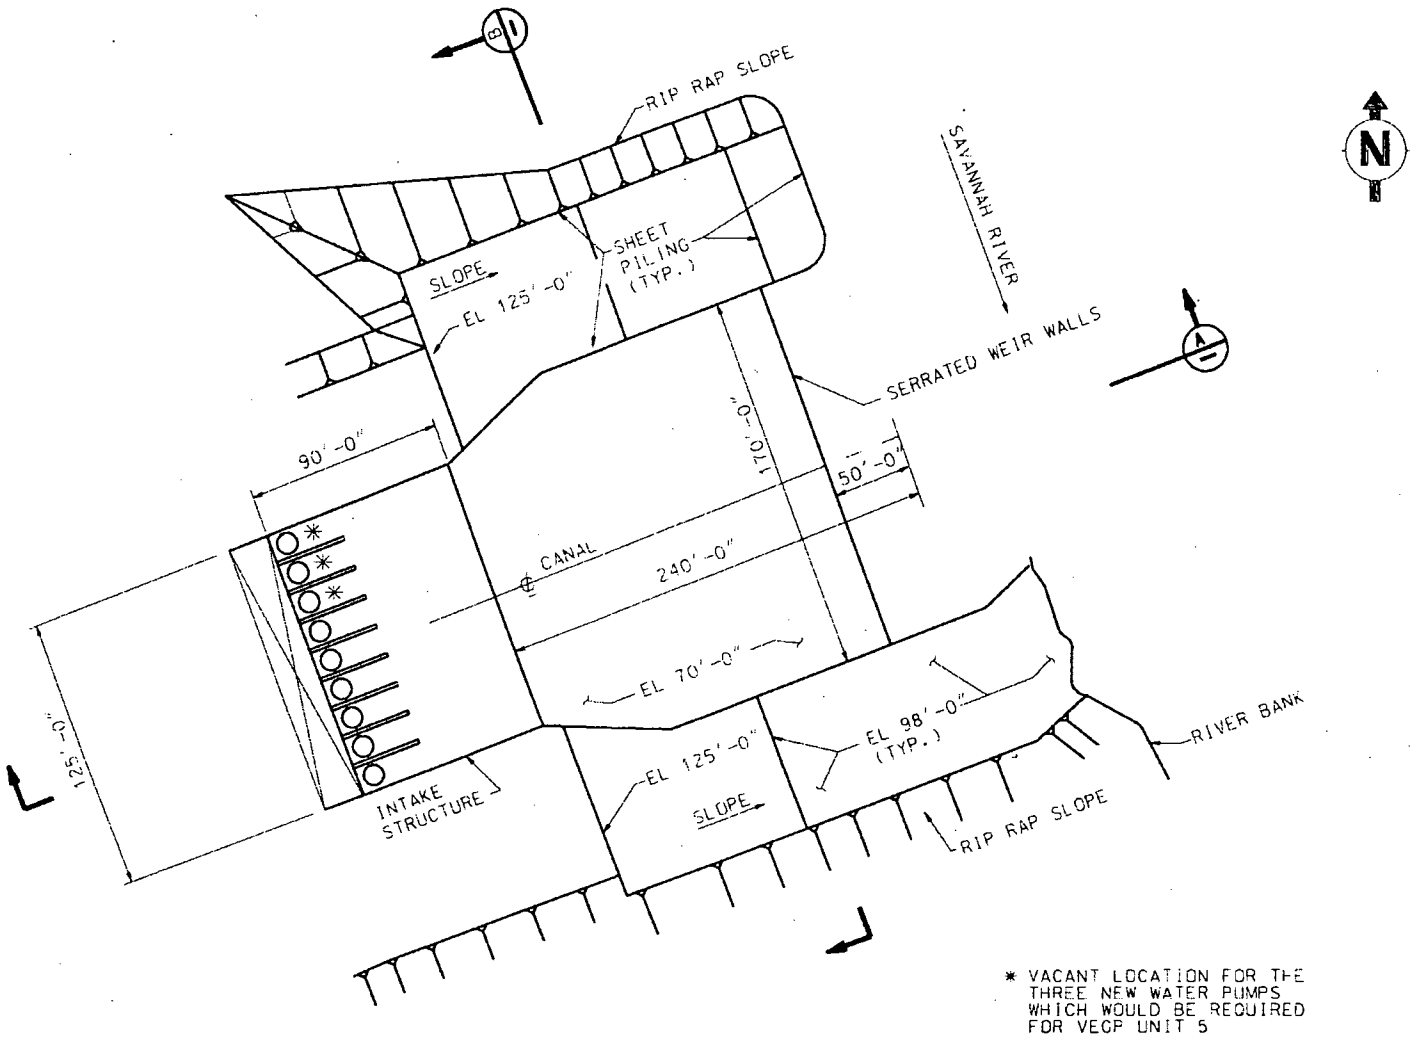 B
RIP RAP SLOPE
N
SAVANNAH RIVER
SHEET
PILING
(TYP.)
SLOPE
EL 125'-0"
A
SERRATED WEIR WALLS
90'-0"
170'-0"
50'-0"
CANAL
240'-0"
EL 70'-0"
125'-0"
EL 98'-0"
(TYP.)
RIVER BANK
EL 125'-0"
SLOPE
INTAKE
STRUCTURE
RIP RAP SLOPE
* VACANT LOCATION FOR THE
THREE NEW WATER PUMPS
WHICH WOULD BE REQUIRED
FOR VEGP UNIT 5